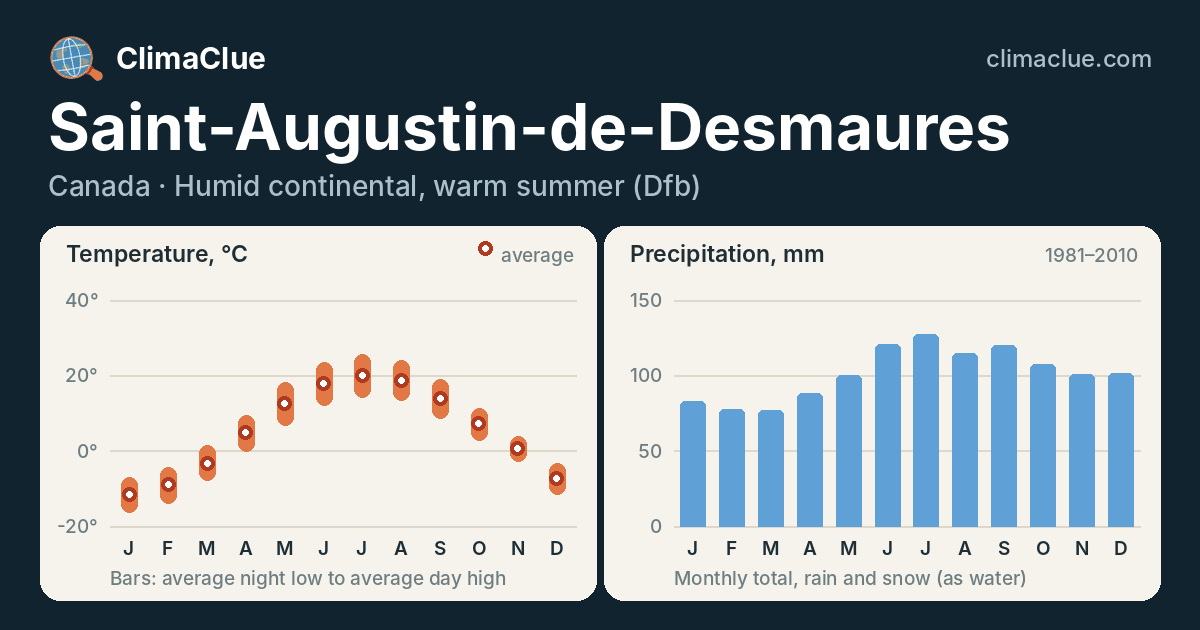 ClimaClue
climaclue.com
Saint-Augustin-de-Desmaures
Canada · Humid continental, warm summer (Dfb)
Temperature, °C
average
40°
20°
0°
-20°
J F M A M J J A S O N D
Bars: average night low to average day high
Precipitation, mm
1981–2010
150
100
50
0
J F M A M J J A S O N D
Monthly total, rain and snow (as water)